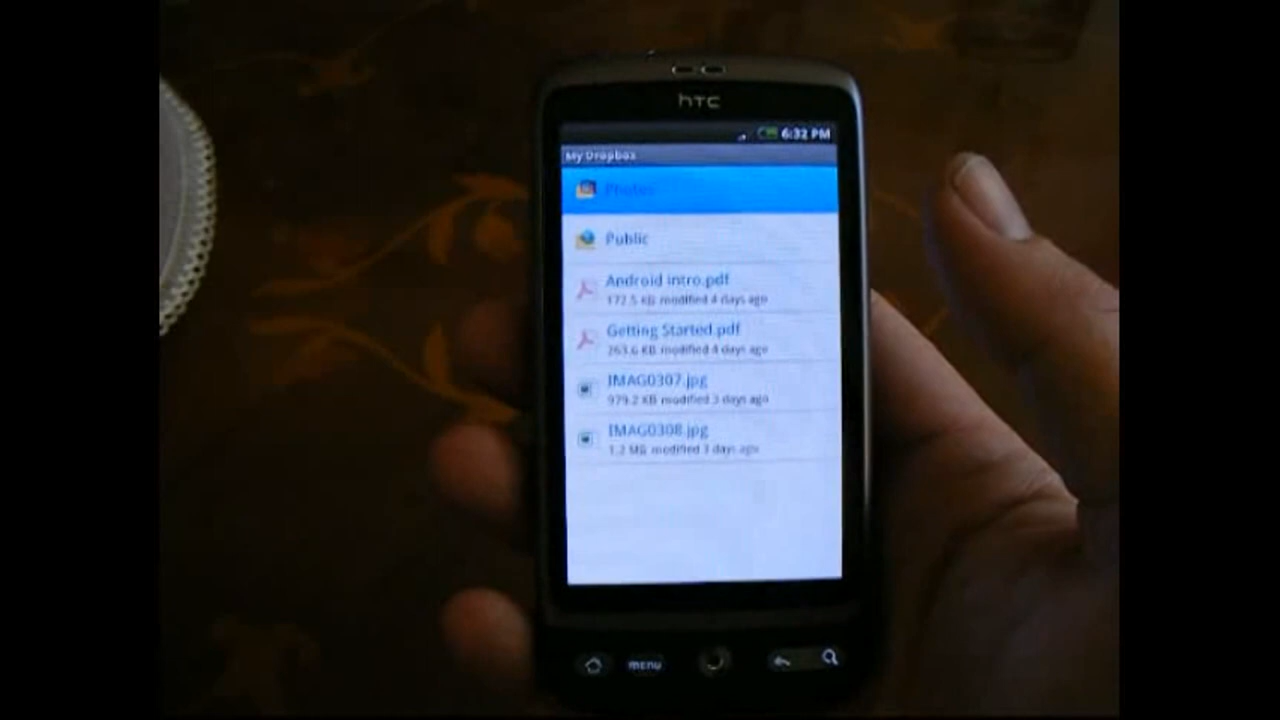 hTC
6:32 PM
My Dropbox
Photos
Public
Android intro.pdf
172.5 KB modified 4 days ago
Getting Started.pdf
263.6 KB modified 4 days ago
IMAG0307.jpg
979.2 KB modified 3 days ago
IMAG0308.jpg
1.2 MB modified 3 days ago
menu